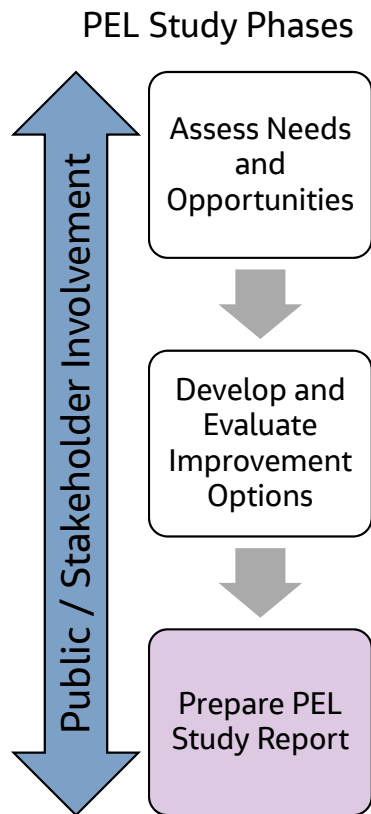 PEL Study Phases
Public / Stakeholder Involvement
Assess Needs
and
Opportunities
Develop and
Evaluate
Improvement
Options
Prepare PEL
Study Report